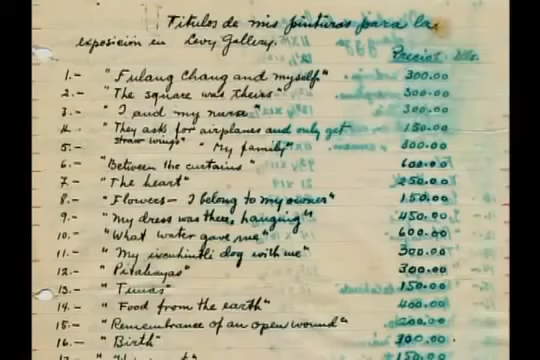 Titulos de mis pinturas para la
exposición en Levy Gallery.
Precios Dlls.
1.- "Fulang Chang and myself" 300.00
2.- "The square was theirs" 300.00
3.- "I and my nurse" 300.00
4.- "They ask for airplanes and only get 150.00
straw wings"
5.- "My family" 300.00
6.- "Between the curtains" 600.00
7.- "The heart" 250.00
8.- "Flowers - I belong to my owner" 150.00
9.- "My dress was there, hanging" 450.00
10.- "What water gave me" 600.00
11.- "My iscuhintli dog with me" 300.00
12.- "Pitahayas" 300.00
13.- "Tunas" 150.00
14.- "Food from the earth" 400.00
15.- "Remembrance of an open wound" 200.00
16.- "Birth" 300.00
150.00